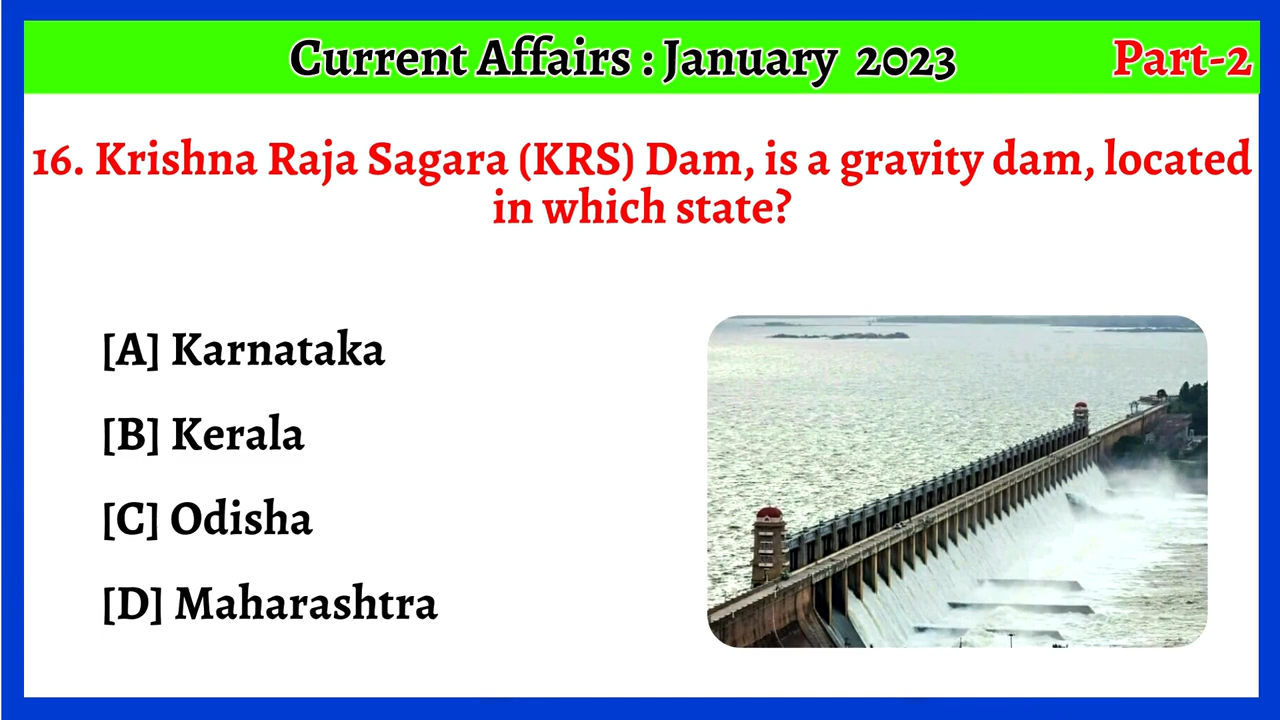 Current Affairs : January 2023 Part-2
16. Krishna Raja Sagara (KRS) Dam, is a gravity dam, located
in which state?
[A] Karnataka
[B] Kerala
[C] Odisha
[D] Maharashtra